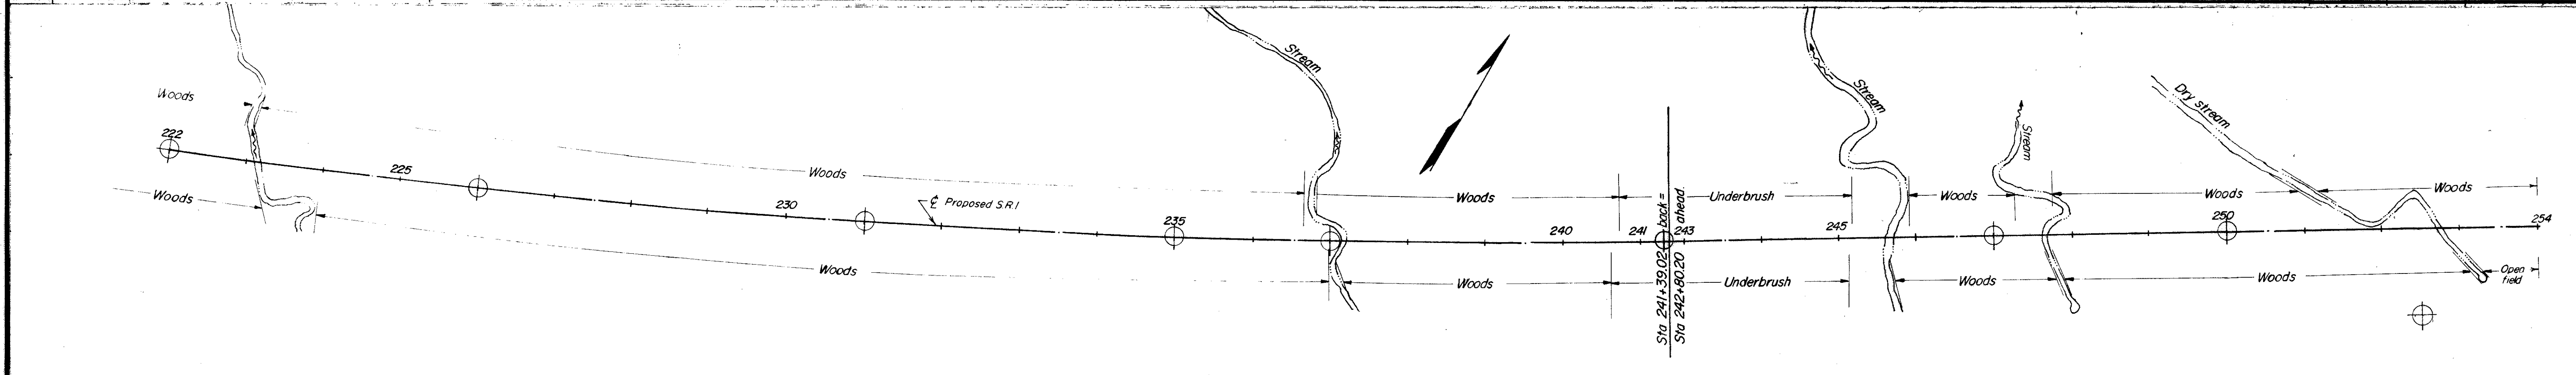 Stream
Stream
Stream
Dry stream
Woods
222
225
Woods
Woods
Woods
230
℄ Proposed S.R.1
235
Woods
Woods
Underbrush
Woods
Woods
Woods
240
241
243
245
250
254
Sta 241+39.02 back =
Sta 242+80.20 ahead.
Woods
Woods
Underbrush
Woods
Woods
Open
field